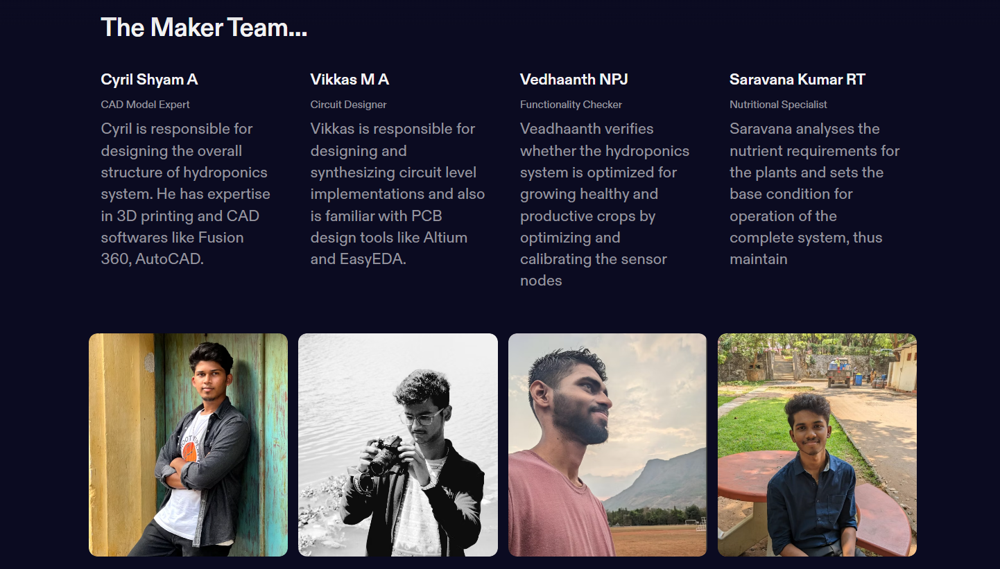 The Maker Team...
Cyril Shyam A
CAD Model Expert
Cyril is responsible for
designing the overall
structure of hydroponics
system. He has expertise
in 3D printing and CAD
softwares like Fusion
360, AutoCAD.
Vikkas M A
Circuit Designer
Vikkas is responsible for
designing and
synthesizing circuit level
implementations and also
is familiar with PCB
design tools like Altium
and EasyEDA.
Vedhaanth NPJ
Functionality Checker
Veadhaanth verifies
whether the hydroponics
system is optimized for
growing healthy and
productive crops by
optimizing and
calibrating the sensor
nodes
Saravana Kumar RT
Nutritional Specialist
Saravana analyses the
nutrient requirements for
the plants and sets the
base condition for
operation of the
complete system, thus
maintain